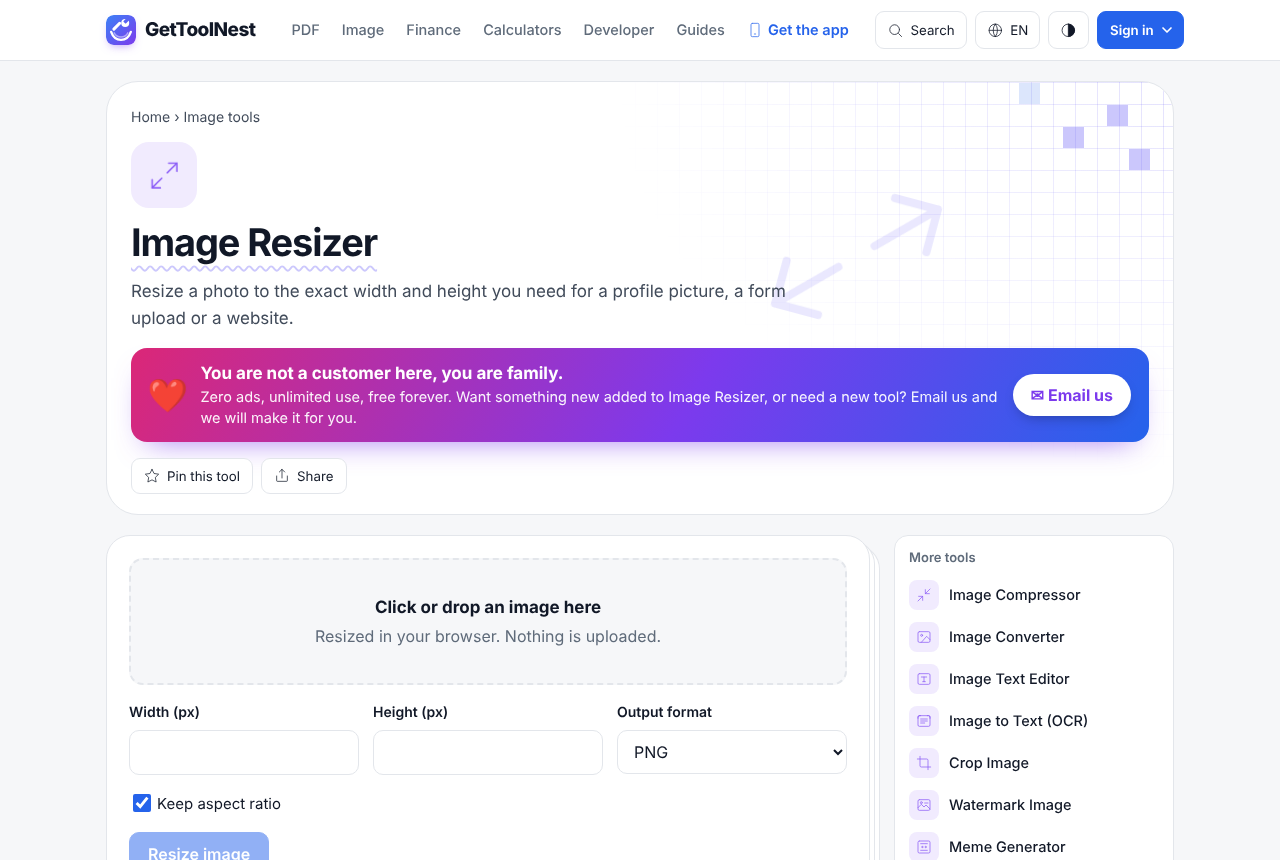 GetToolNest
PDF
Image
Finance
Calculators
Developer
Guides
Get the app
Search
EN
Sign in
Home › Image tools
Image Resizer
Resize a photo to the exact width and height you need for a profile picture, a form
upload or a website.
You are not a customer here, you are family.
Zero ads, unlimited use, free forever. Want something new added to Image Resizer, or need a new tool? Email us and
we will make it for you.
✉ Email us
Pin this tool
Share
Click or drop an image here
Resized in your browser. Nothing is uploaded.
Width (px)
Height (px)
Output format
PNG
Keep aspect ratio
Resize image
More tools
Image Compressor
Image Converter
Image Text Editor
Image to Text (OCR)
Crop Image
Watermark Image
Meme Generator